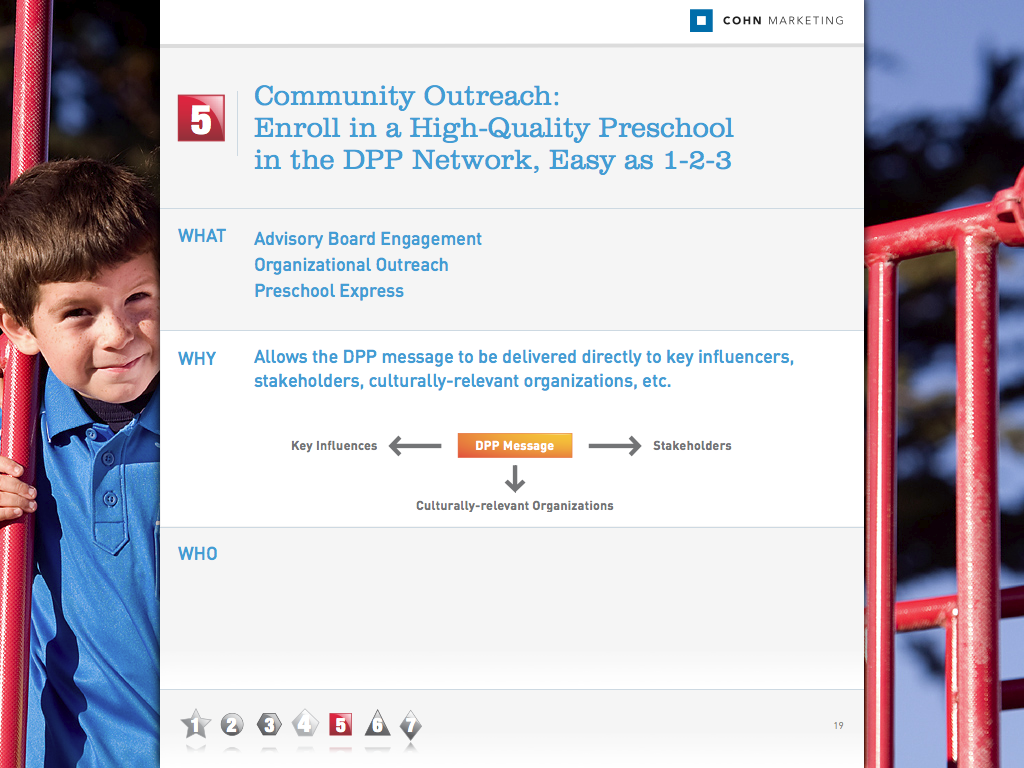 COHN MARKETING
5
Community Outreach:
Enroll in a High-Quality Preschool
in the DPP Network, Easy as 1-2-3
WHAT
Advisory Board Engagement
Organizational Outreach
Preschool Express
WHY
Allows the DPP message to be delivered directly to key influencers,
stakeholders, culturally-relevant organizations, etc.
Key Influences DPP Message Stakeholders
Culturally-relevant Organizations
WHO
1 2 3 4 5 6 7
19